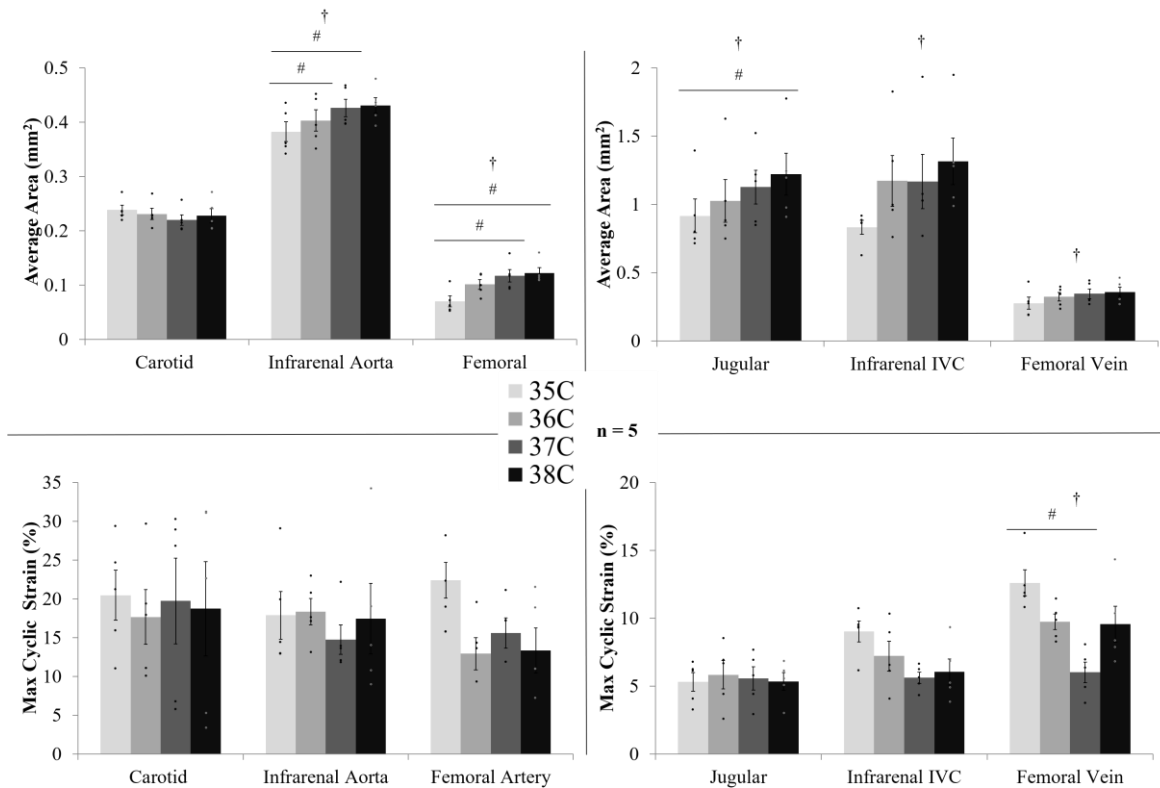 †
#
#
†
#
#
0.5
0.4
0.3
0.2
0.1
0
Average Area (mm²)
Carotid
Infrarenal Aorta
Femoral
†
#
†
†
2
1.5
1
0.5
0
Average Area (mm²)
Jugular
Infrarenal IVC
Femoral Vein
35C
36C
37C
38C
n = 5
35
30
25
20
15
10
5
0
Max Cyclic Strain (%)
Carotid
Infrarenal Aorta
Femoral Artery
# †
20
15
10
5
0
Max Cyclic Strain (%)
Jugular
Infrarenal IVC
Femoral Vein